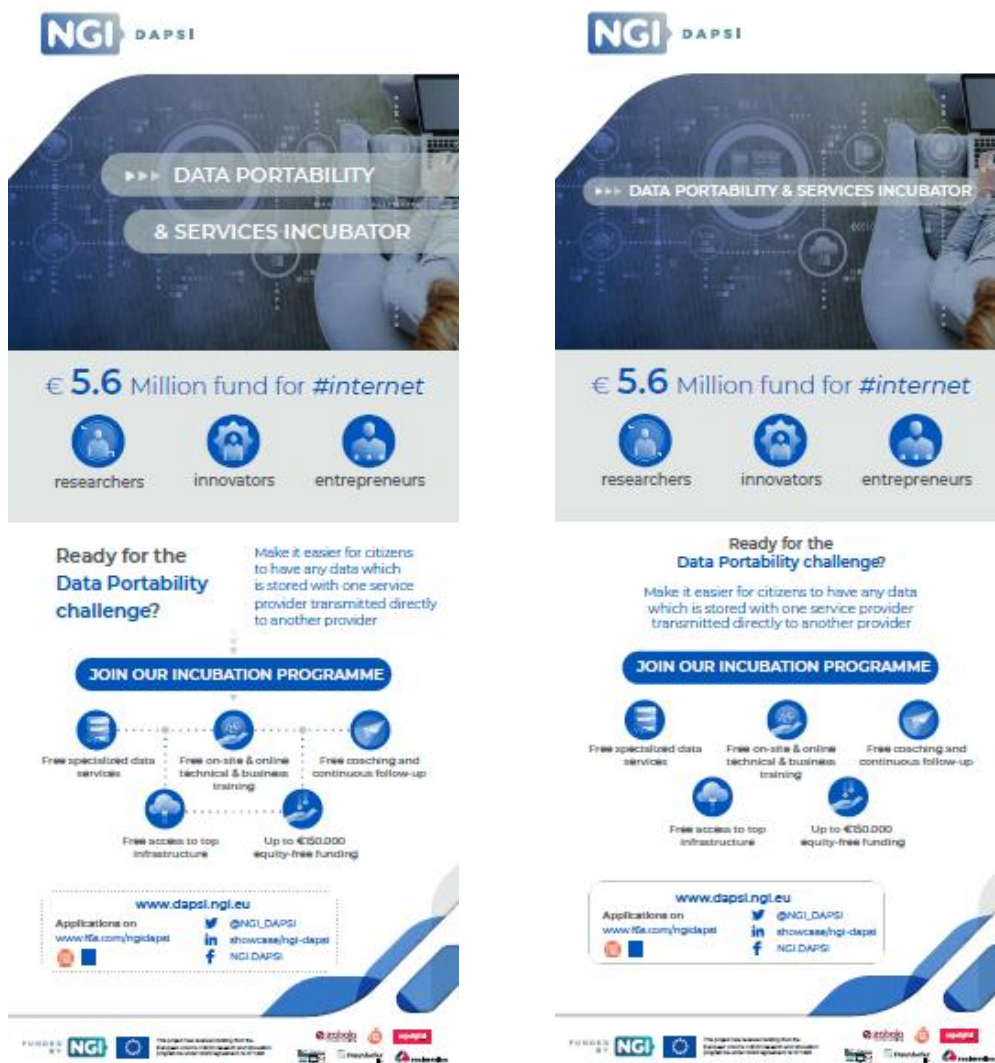 NGI DAPSI
DATA PORTABILITY
& SERVICES INCUBATOR
€ 5.6 Million fund for #internet
researchers
innovators
entrepreneurs
Ready for the
Data Portability
challenge?
Make it easier for citizens
to have any data which
is stored with one service
provider transmitted directly
to another provider
JOIN OUR INCUBATION PROGRAMME
Free specialized data
services
Free on-site & online
technical & business
training
Free coaching and
continuous follow-up
Free access to top
infrastructure
Up to €150.000
equity-free funding
www.dapsi.ngi.eu
Applications on
www.f6s.com/ngidapsi
@NGI_DAPSI
showcase/ngi-dapsi
NGI.DAPSI
FUNDED
BY
NGI
zabala
NGI DAPSI
DATA PORTABILITY & SERVICES INCUBATOR
€ 5.6 Million fund for #internet
researchers
innovators
entrepreneurs
Ready for the
Data Portability challenge?
Make it easier for citizens to have any data
which is stored with one service provider
transmitted directly to another provider
JOIN OUR INCUBATION PROGRAMME
Free specialized data
services
Free on-site & online
technical & business
training
Free coaching and
continuous follow-up
Free access to top
infrastructure
Up to €150.000
equity-free funding
www.dapsi.ngi.eu
Applications on
www.f6s.com/ngidapsi
@NGI_DAPSI
showcase/ngi-dapsi
NGI.DAPSI
FUNDED
BY
NGI
zabala